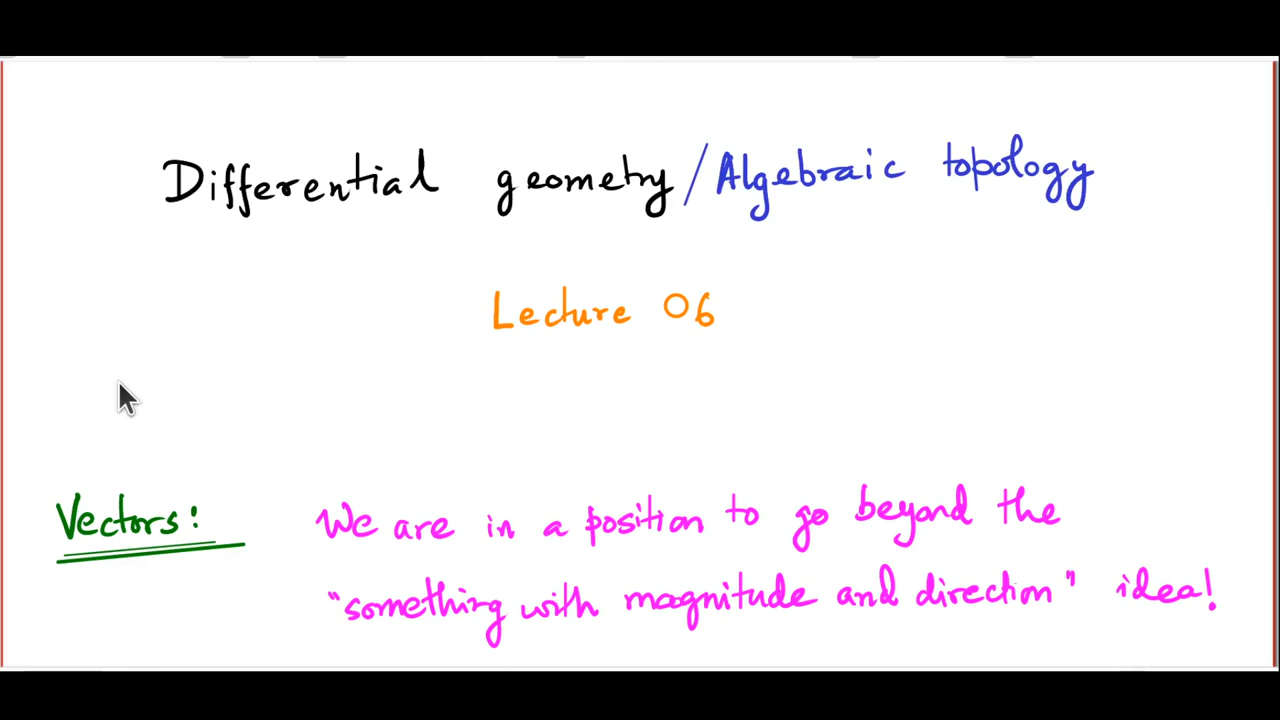 Differential geometry/Algebraic topology
Lecture 06
Vectors: We are in a position to go beyond the
"something with magnitude and direction" idea!